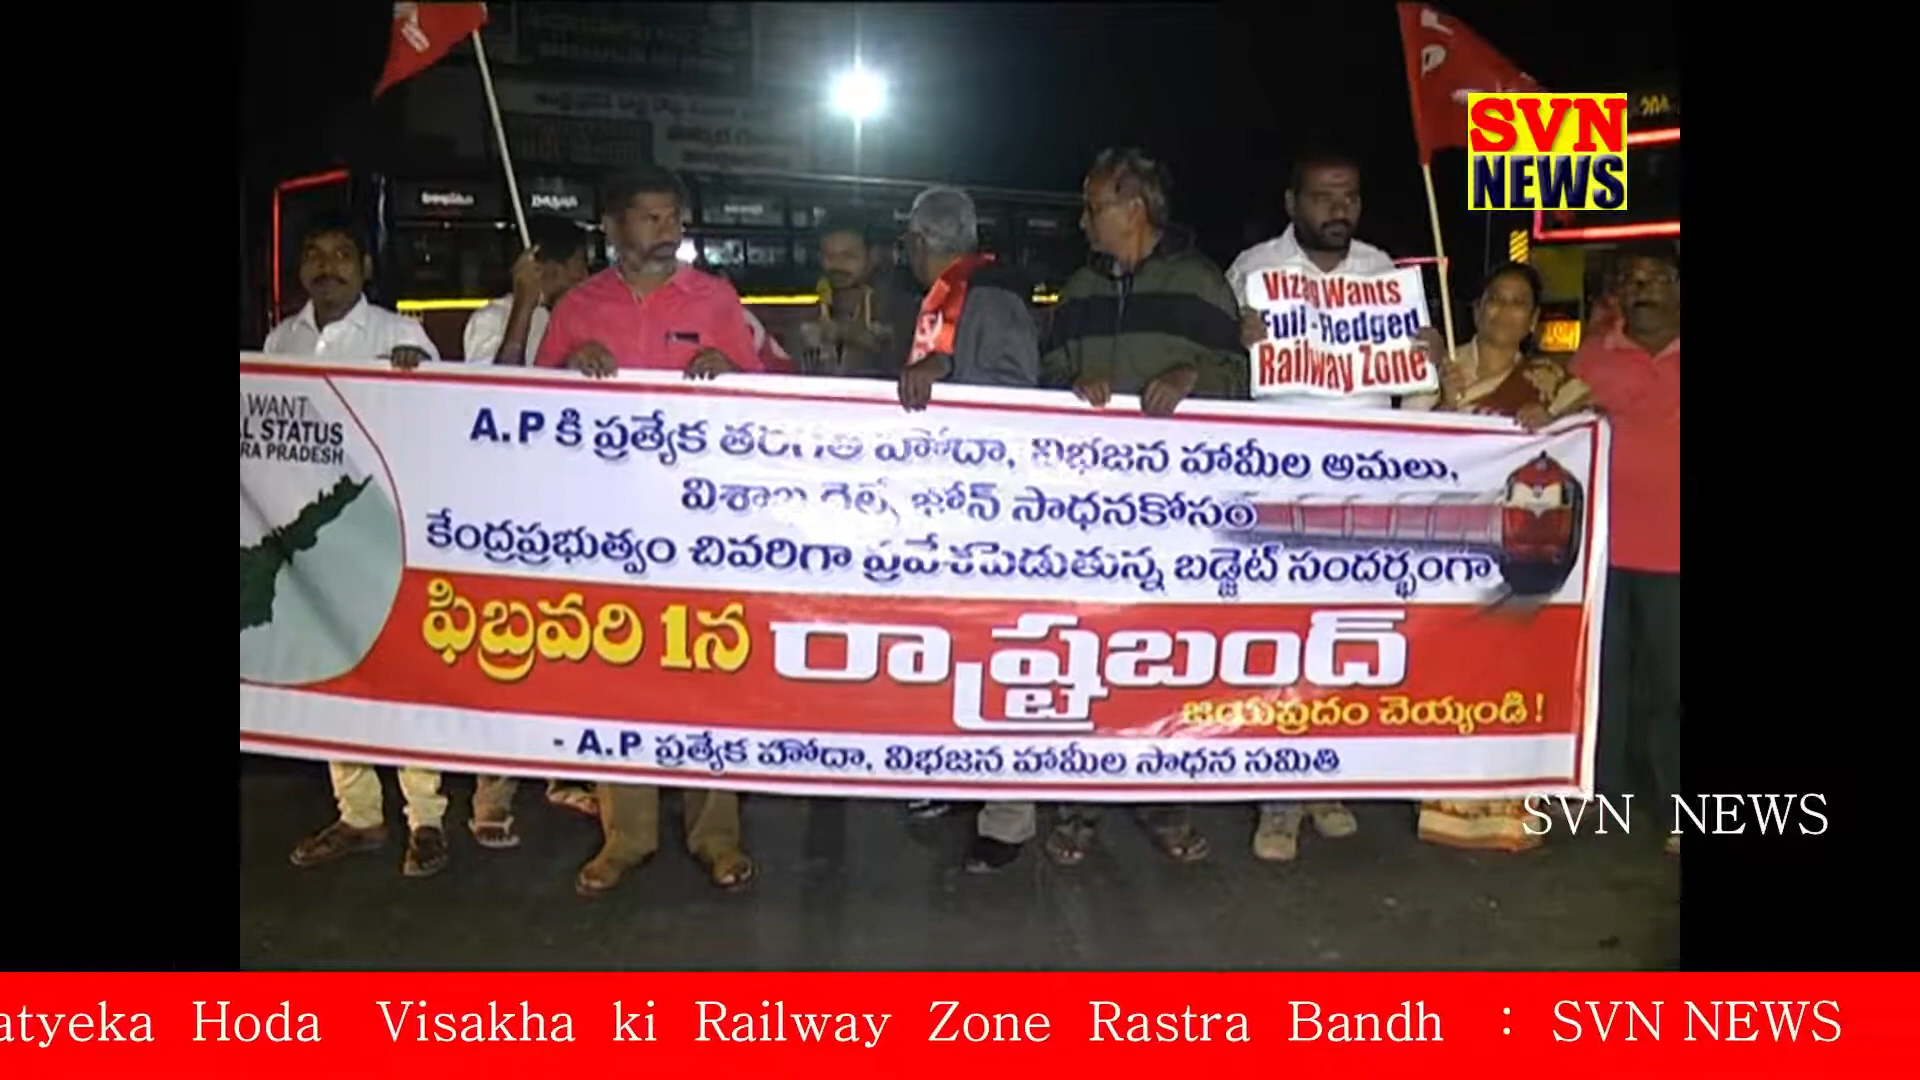 SVN
NEWS
Vizag Wants
Full-Fledged
Railway Zone
WANT
L STATUS
RA PRADESH
A.P కి ప్రత్యేక తరగతి హోదా, విభజన హామీల అమలు,
విశాఖ రైల్వే జోన్ సాధనకోసం
కేంద్రప్రభుత్వం చివరిగా ప్రవేశపెడుతున్న బడ్జెట్ సందర్భంగా
ఫిబ్రవరి 1న రాష్ట్రబంద్
జయప్రదం చెయ్యండి!
- A.P ప్రత్యేక హోదా, విభజన హామీల సాధన సమితి
SVN NEWS
atyeka Hoda Visakha ki Railway Zone Rastra Bandh : SVN NEWS